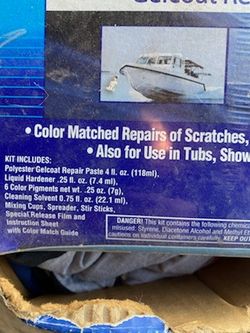 Gelcoat Re
• Color Matched Repairs of Scratches,
• Also for Use in Tubs, Show
KIT INCLUDES:
Polyester Gelcoat Repair Paste 4 fl. oz. (118ml),
Liquid Hardener .25 fl. oz. (7.4 ml),
6 Color Pigments net wt. .25 oz. (7g),
Cleaning Solvent 0.75 fl. oz. (22.1 ml)
Mixing Cups, Spreader, Stir Sticks,
Special Release Film and
Instruction Sheet
with Color Match Guide
DANGER! This kit contains the following chemic
misused: Styrene, Diacetone Alcohol and Methyl Et
cautions on individual containers carefully. KEEP OU